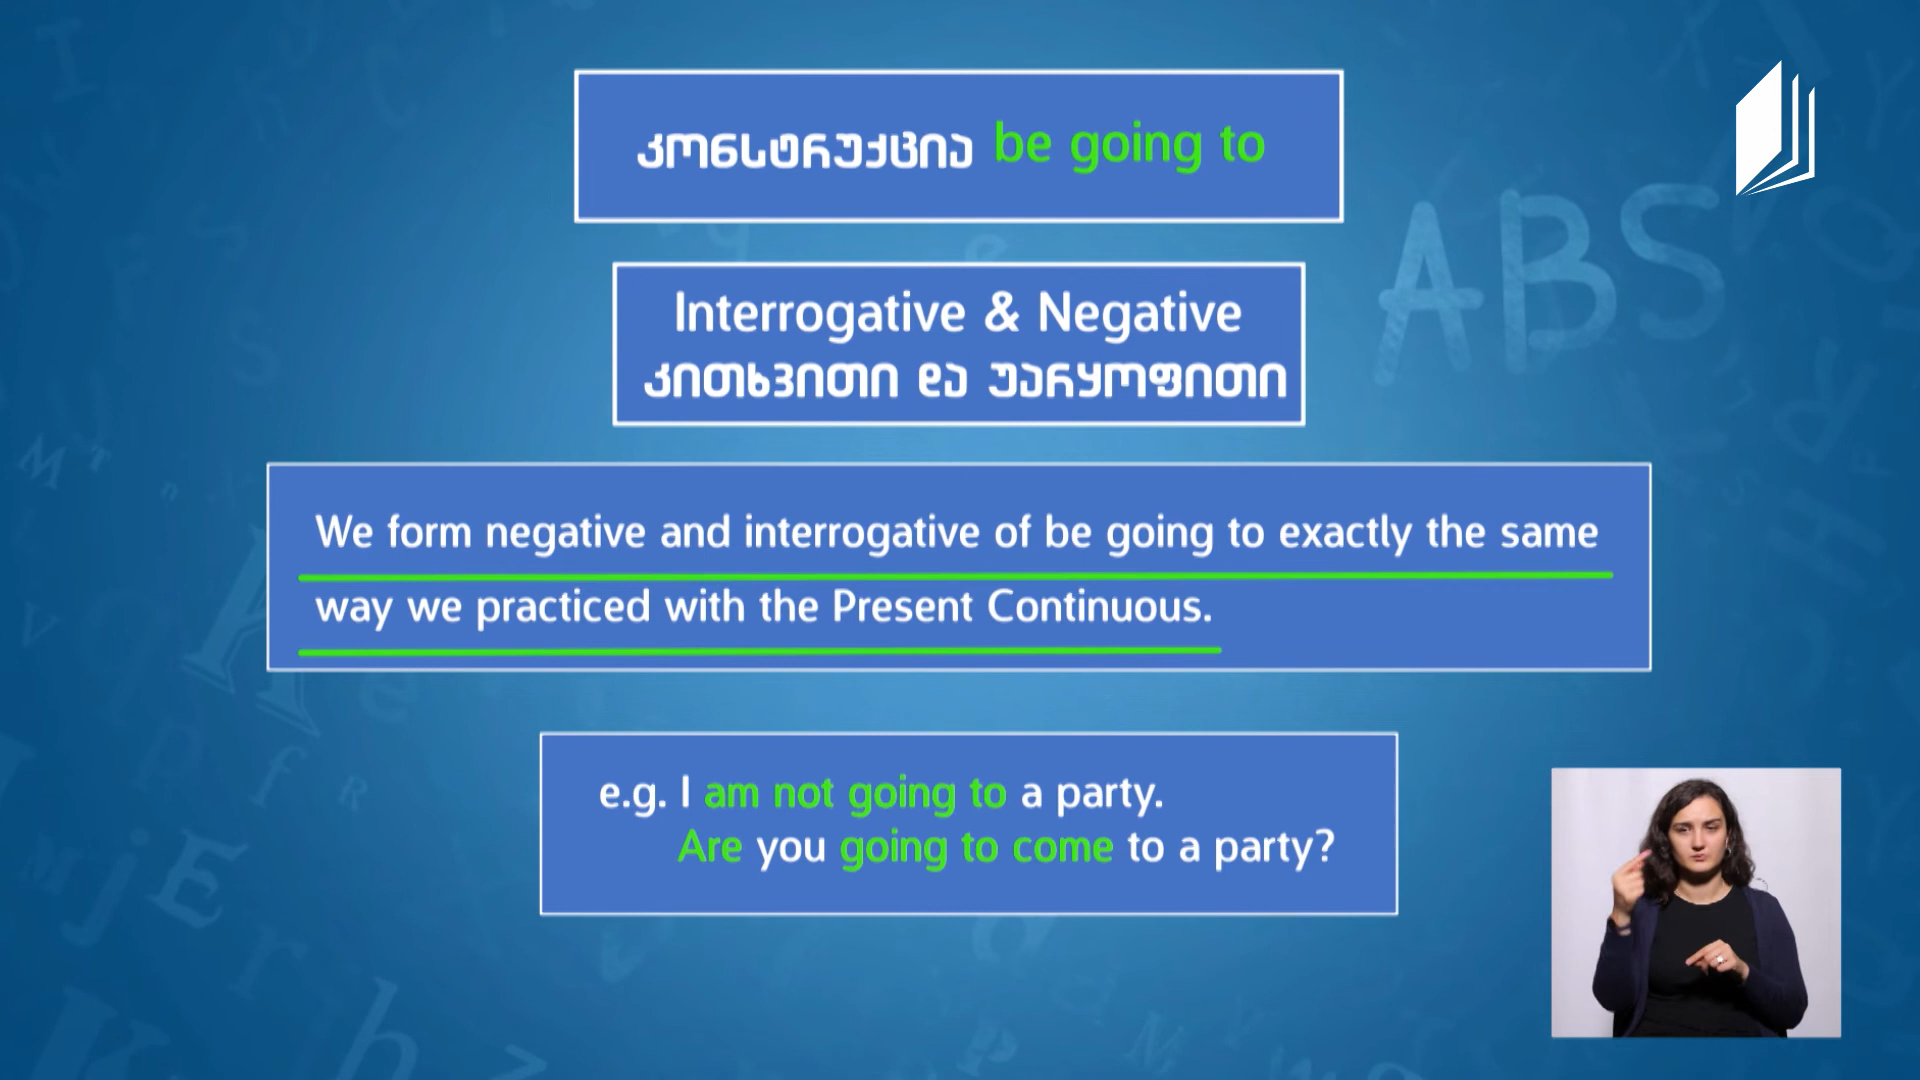 კონსტრუქცია be going to
Interrogative & Negative
კითხვითი და უარყოფითი
We form negative and interrogative of be going to exactly the same
way we practiced with the Present Continuous.
e.g. I am not going to a party.
Are you going to come to a party?
ABS